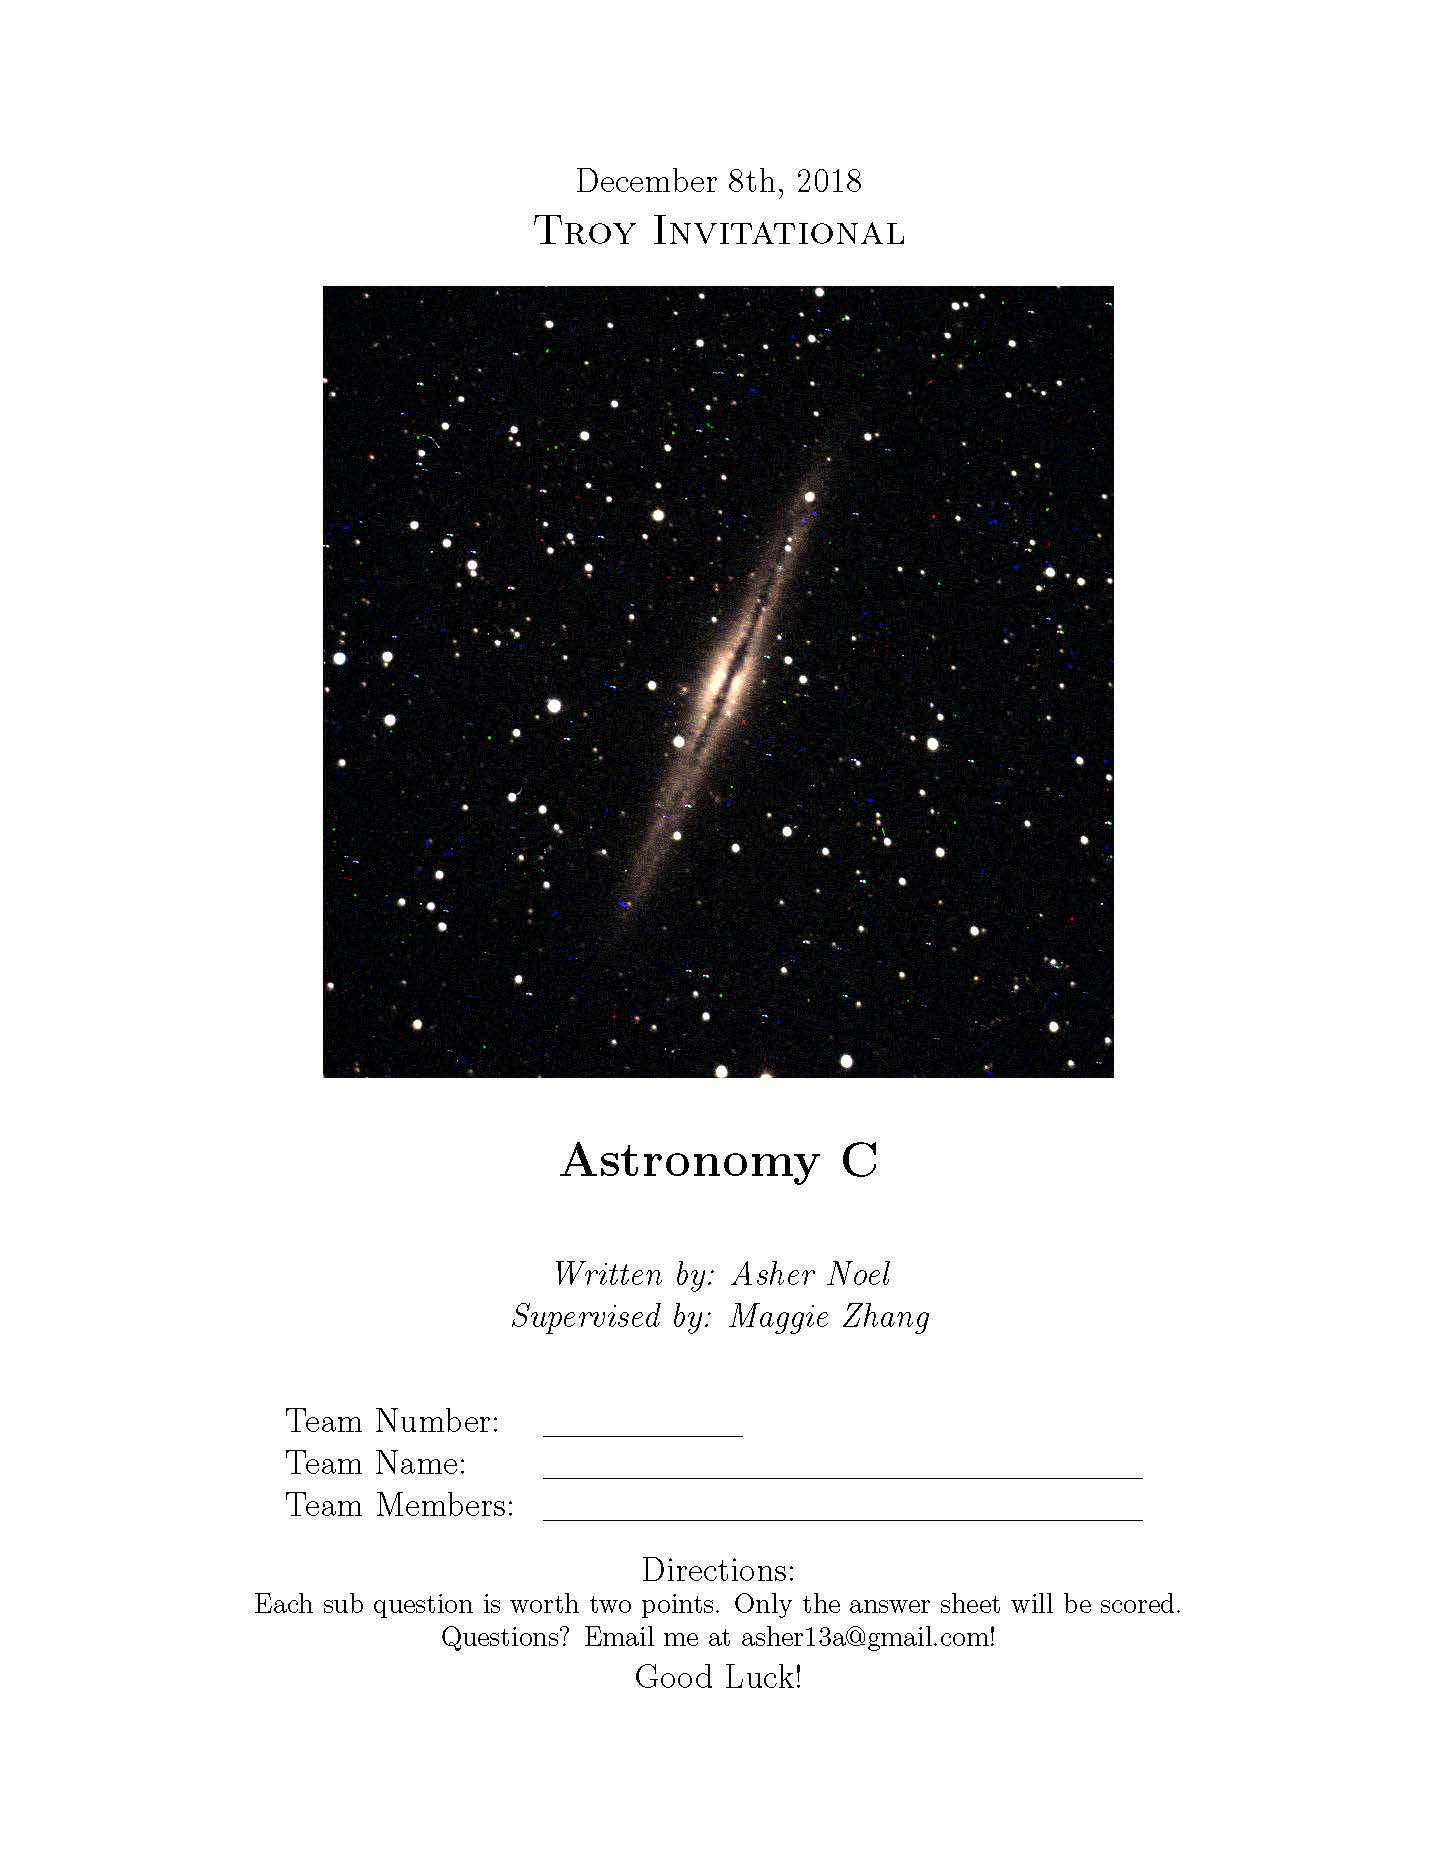 December 8th, 2018
Troy Invitational
Astronomy C
Written by: Asher Noel
Supervised by: Maggie Zhang
Team Number:
Team Name:
Team Members:
Directions:
Each sub question is worth two points. Only the answer sheet will be scored.
Questions? Email me at asher13a@gmail.com!
Good Luck!